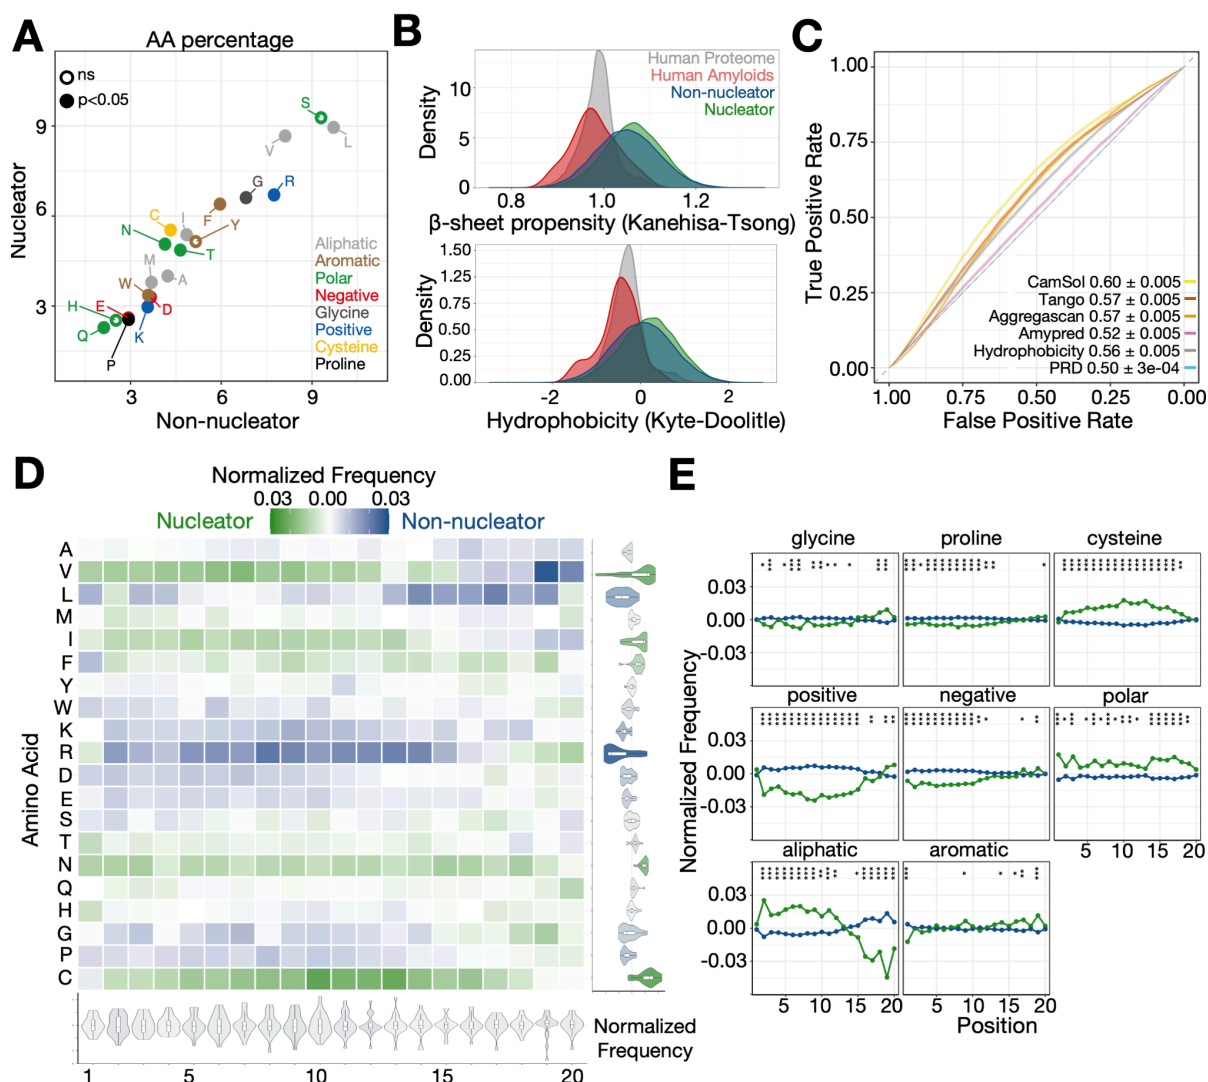 A
AA percentage
ns
p<0.05
S
L
V
G
R
F
C
I
Y
N
T
M
A
W
H
E
D
Q
K
P
9
6
3
3
6
9
Nucleator
Non-nucleator
Aliphatic
Aromatic
Polar
Negative
Glycine
Positive
Cysteine
Proline
B
Human Proteome
Human Amyloids
Non-nucleator
Nucleator
Density
10
5
0
0.8
1.0
1.2
β-sheet propensity (Kanehisa-Tsong)
Density
1.50
1.25
0.75
0.50
0.25
0.00
-2
0
2
Hydrophobicity (Kyte-Doolitle)
C
True Positive Rate
1.00
0.75
0.50
0.25
0.00
CamSol 0.60 ± 0.005
Tango 0.57 ± 0.005
Aggregascan 0.57 ± 0.005
Amypred 0.52 ± 0.005
Hydrophobicity 0.56 ± 0.005
PRD 0.50 ± 3e-04
1.00 0.75 0.50 0.25 0.00
False Positive Rate
D
Normalized Frequency
0.03 0.00 0.03
Nucleator
Non-nucleator
Amino Acid
A
V
L
M
I
F
Y
W
K
R
D
E
S
T
N
Q
H
G
P
C
Normalized
Frequency
1 5 10 15 20
E
Normalized Frequency
glycine
proline
cysteine
0.03
0.00
-0.03
positive
negative
polar
0.03
0.00
-0.03
5 10 15 20
aliphatic
aromatic
0.03
0.00
-0.03
5 10 15 20
5 10 15 20
Position